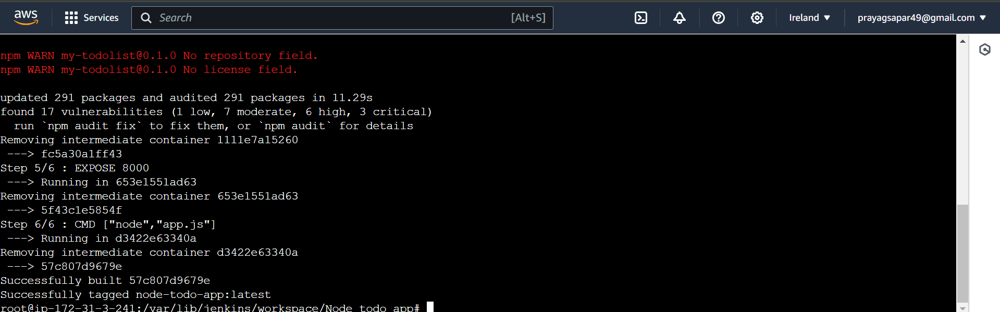 aws Services Search [Alt+S] Ireland prayagsapar49@gmail.com
npm WARN my-todolist@0.1.0 No repository field.
npm WARN my-todolist@0.1.0 No license field.
updated 291 packages and audited 291 packages in 11.29s
found 17 vulnerabilities (1 low, 7 moderate, 6 high, 3 critical)
run `npm audit fix` to fix them, or `npm audit` for details
Removing intermediate container 1111e7a15260
---> fc5a30a1ff43
Step 5/6 : EXPOSE 8000
---> Running in 653e1551ad63
Removing intermediate container 653e1551ad63
---> 5f43c1e5854f
Step 6/6 : CMD ["node","app.js"]
---> Running in d3422e63340a
Removing intermediate container d3422e63340a
---> 57c807d9679e
Successfully built 57c807d9679e
Successfully tagged node-todo-app:latest
root@ip-172-31-3-241:/var/lib/jenkins/workspace/Node_todo_app#